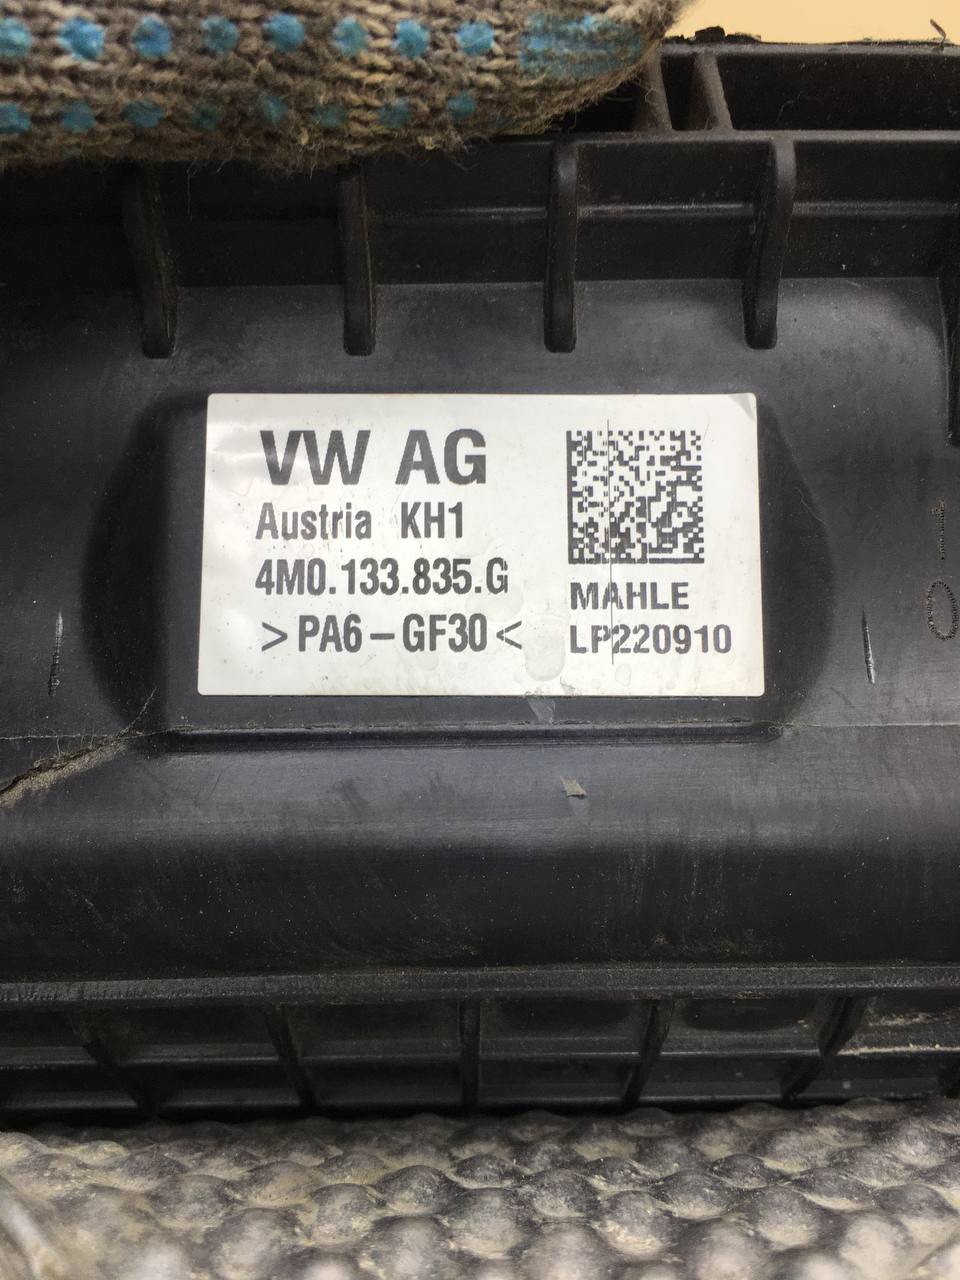 VW AG
Austria KH1
4M0.133.835.G
>PA6-GF30<
MAHLE
LP220910